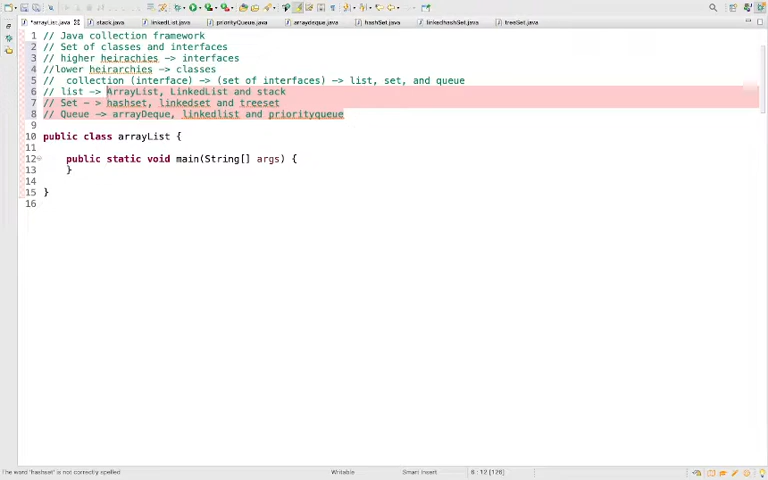 *arrayList.java
stack.java
linkedList.java
priorityQueue.java
arraydeque.java
hashSet.java
linkedhashSet.java
treeSet.java
1 // Java collection framework
2 // Set of classes and interfaces
3 // higher heirachies -> interfaces
4 //lower heirarchies -> classes
5 //  collection (interface) -> (set of interfaces) -> list, set, and queue
6 // list -> ArrayList, LinkedList and stack
7 // Set - > hashset, linkedset and treeset
8 // Queue -> arrayDeque, linkedlist and priorityqueue
9
10 public class arrayList {
11
12     public static void main(String[] args) {
13     }
14
15 }
16
The word "hashset" is not correctly spelled
Writable
Smart Insert
6 : 12 [126]